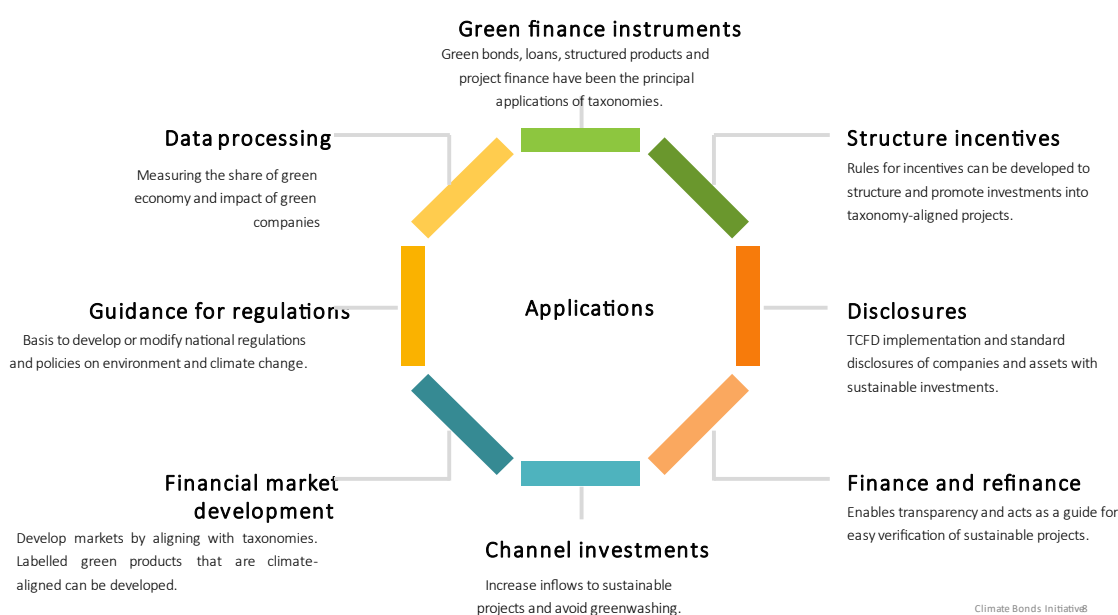 Green finance instruments
Green bonds, loans, structured products and
project finance have been the principal
applications of taxonomies.
Structure incentives
Rules for incentives can be developed to
structure and promote investments into
taxonomy-aligned projects.
Disclosures
TCFD implementation and standard
disclosures of companies and assets with
sustainable investments.
Finance and refinance
Enables transparency and acts as a guide for
easy verification of sustainable projects.
Channel investments
Increase inflows to sustainable
projects and avoid greenwashing.
Financial market
development
Develop markets by aligning with taxonomies.
Labelled green products that are climate-
aligned can be developed.
Guidance for regulations
Basis to develop or modify national regulations
and policies on environment and climate change.
Data processing
Measuring the share of green
economy and impact of green
companies
Applications
Climate Bonds Initiative
8